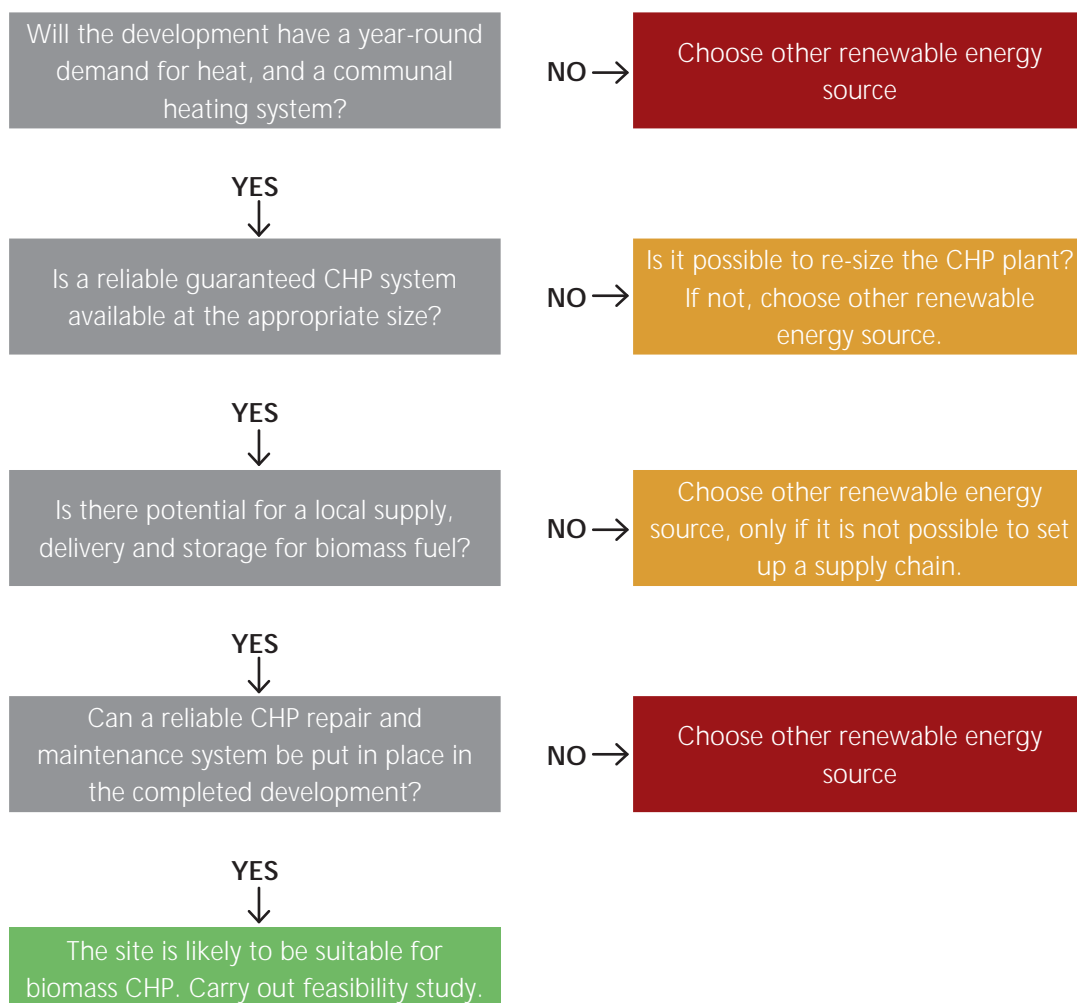 Will the development have a year-round
demand for heat, and a communal
heating system?
NO
Choose other renewable energy
source
YES
Is a reliable guaranteed CHP system
available at the appropriate size?
NO
Is it possible to re-size the CHP plant?
If not, choose other renewable
energy source.
YES
Is there potential for a local supply,
delivery and storage for biomass fuel?
NO
Choose other renewable energy
source, only if it is not possible to set
up a supply chain.
YES
Can a reliable CHP repair and
maintenance system be put in place in
the completed development?
NO
Choose other renewable energy
source
YES
The site is likely to be suitable for
biomass CHP. Carry out feasibility study.